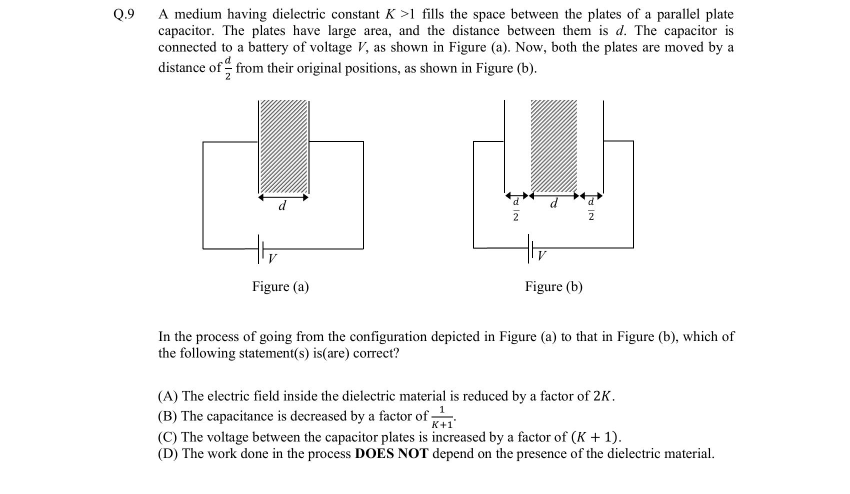 Q.9 A medium having dielectric constant K >1 fills the space between the plates of a parallel plate
capacitor. The plates have large area, and the distance between them is d. The capacitor is
connected to a battery of voltage V, as shown in Figure (a). Now, both the plates are moved by a
distance of d/2 from their original positions, as shown in Figure (b).
d
d/2 d d/2
V
V
Figure (a) Figure (b)
In the process of going from the configuration depicted in Figure (a) to that in Figure (b), which of
the following statement(s) is(are) correct?
(A) The electric field inside the dielectric material is reduced by a factor of 2K.
(B) The capacitance is decreased by a factor of 1/K+1.
(C) The voltage between the capacitor plates is increased by a factor of (K + 1).
(D) The work done in the process DOES NOT depend on the presence of the dielectric material.